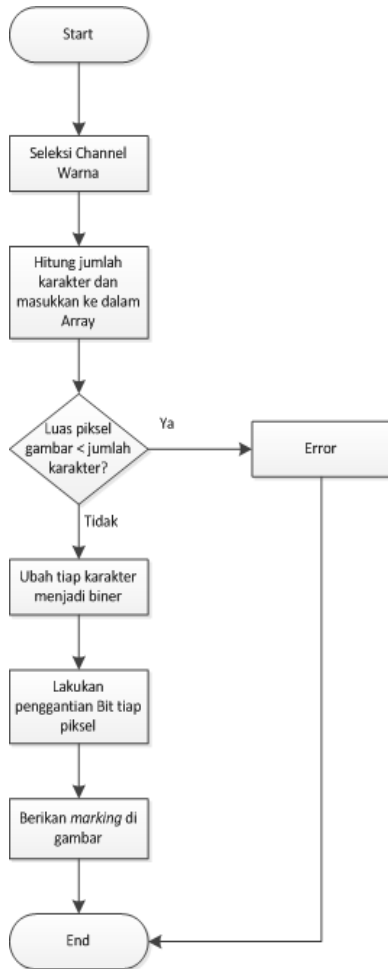 Start
Seleksi Channel
Warna
Hitung jumlah
karakter dan
masukkan ke dalam
Array
Luas piksel
gambar < jumlah
karakter?
Ya
Error
Tidak
Ubah tiap karakter
menjadi biner
Lakukan
penggantian Bit tiap
piksel
Berikan marking di
gambar
End